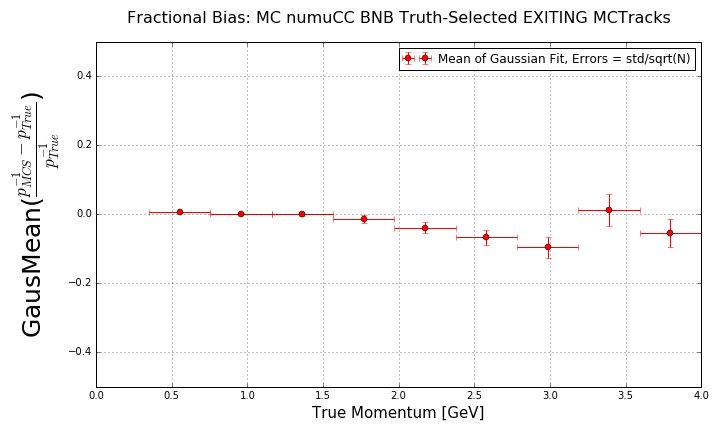 Fractional Bias: MC numuCC BNB Truth-Selected EXITING MCTracks
Mean of Gaussian Fit, Errors = std/sqrt(N)
GausMean(\frac{p_{MCS}^{-1} - p_{True}^{-1}}{p_{True}^{-1}})
0.4
0.2
0.0
−0.2
−0.4
0.0 0.5 1.0 1.5 2.0 2.5 3.0 3.5 4.0
True Momentum [GeV]